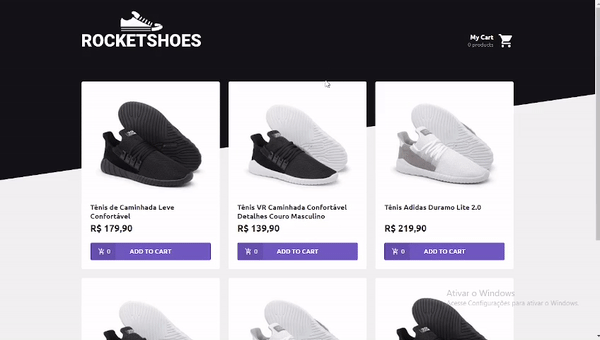 ROCKETSHOES
My Cart
0 products
Tênis de Caminhada Leve
Confortável
R$ 179,90
0 ADD TO CART
Tênis VR Caminhada Confortável
Detalhes Couro Masculino
R$ 139,90
0 ADD TO CART
Tênis Adidas Duramo Lite 2.0
R$ 219,90
0 ADD TO CART
Ativar o Windows
Acesse Configurações para ativar o Windows.